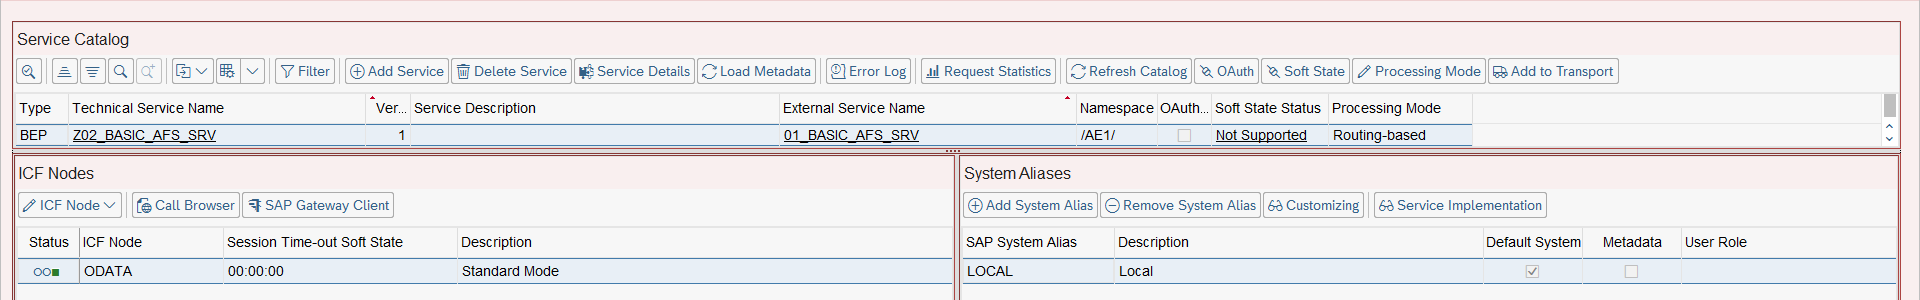 Service Catalog
Filter Add Service Delete Service Service Details Load Metadata Error Log Request Statistics Refresh Catalog OAuth Soft State Processing Mode Add to Transport
Type Technical Service Name Ver... Service Description External Service Name Namespace OAuth... Soft State Status Processing Mode
BEP Z02_BASIC_AFS_SRV 1 01_BASIC_AFS_SRV /AE1/ Not Supported Routing-based
ICF Nodes
ICF Node Call Browser SAP Gateway Client
Status ICF Node Session Time-out Soft State Description
ODATA 00:00:00 Standard Mode
System Aliases
Add System Alias Remove System Alias Customizing Service Implementation
SAP System Alias Description Default System Metadata User Role
LOCAL Local